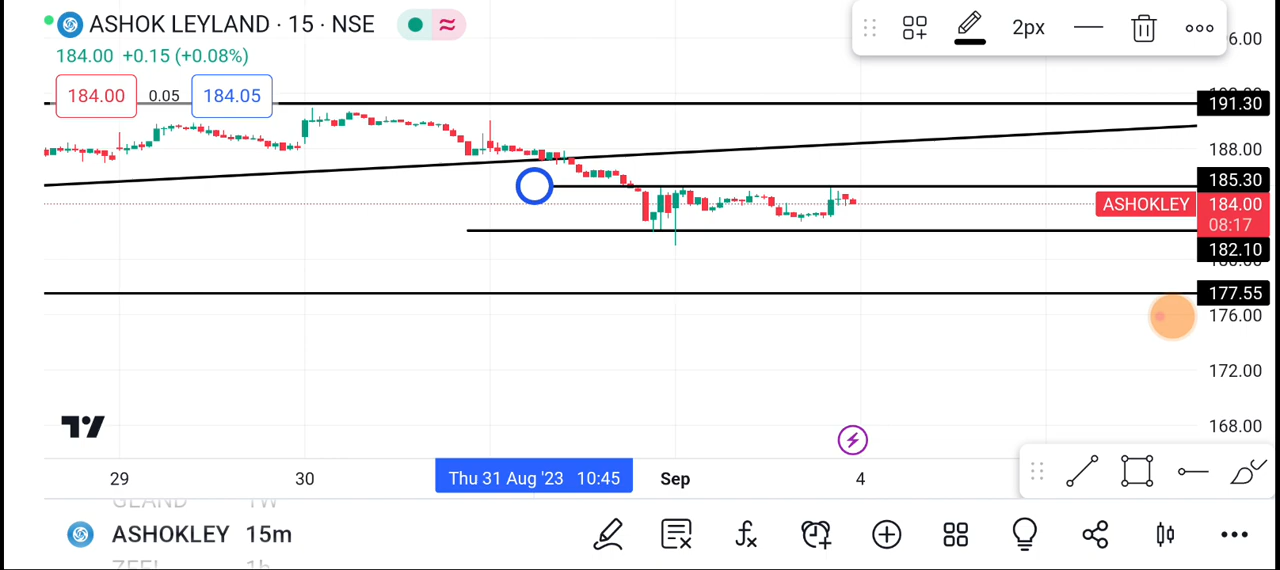 ASHOK LEYLAND · 15 · NSE
184.00 +0.15 (+0.08%)
184.00 0.05 184.05
2px
191.30
188.00
185.30
ASHOKLEY 184.00
08:17
182.10
177.55
176.00
172.00
168.00
29 30 Thu 31 Aug '23 10:45 Sep 4
GLAND 1W
ASHOKLEY 15m
ZEEL 1h